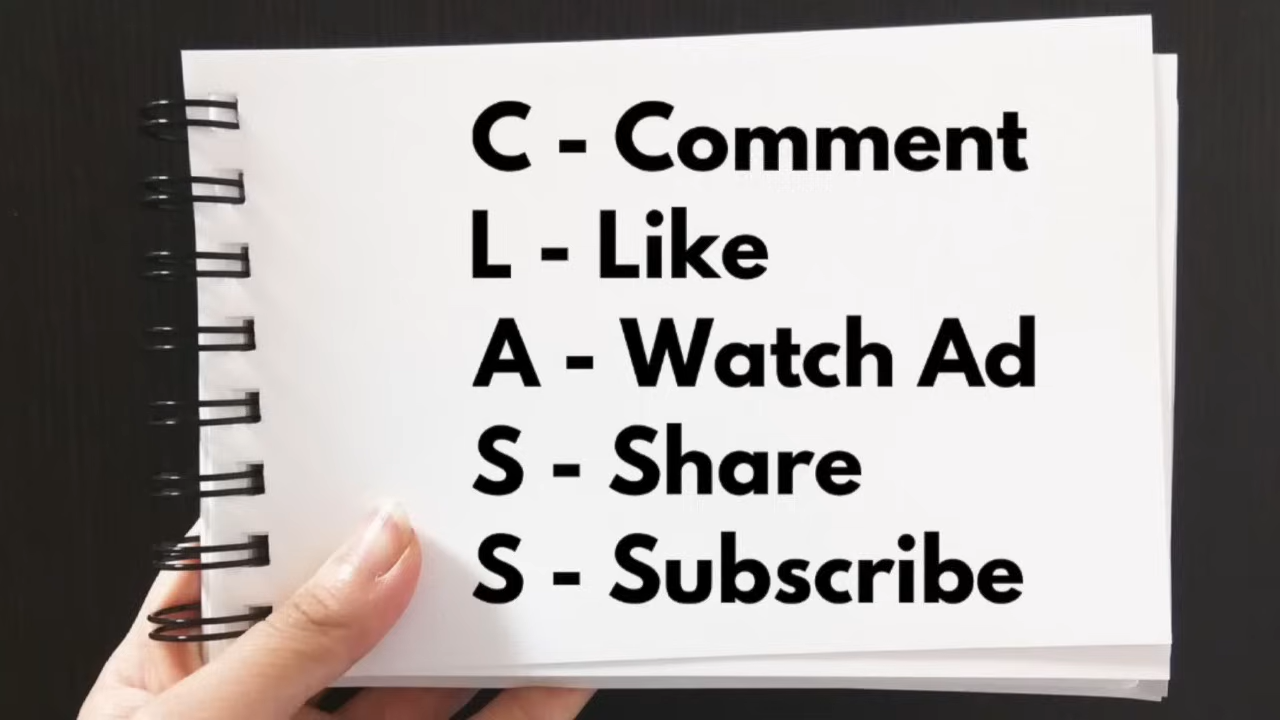 C - Comment
L - Like
A - Watch Ad
S - Share
S - Subscribe